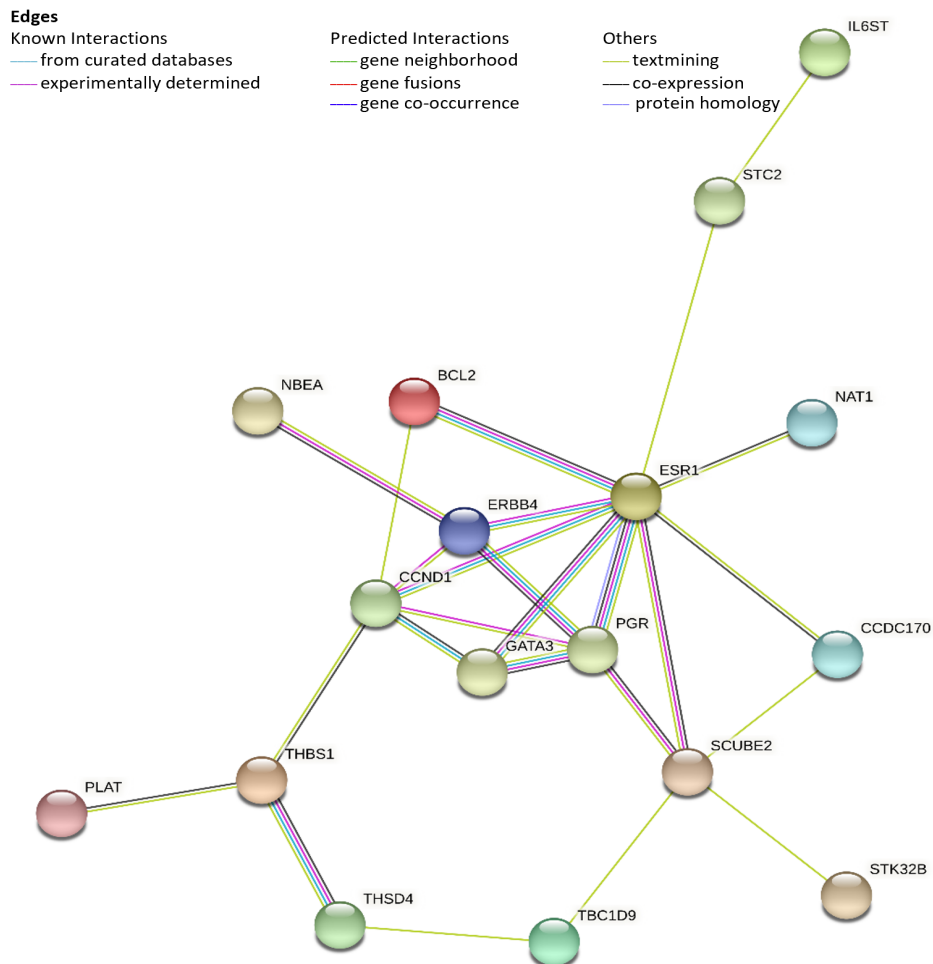 Edges
Known Interactions
from curated databases
experimentally determined
Predicted Interactions
gene neighborhood
gene fusions
gene co-occurrence
Others
textmining
co-expression
protein homology
IL6ST
STC2
BCL2
NBEA
NAT1
ESR1
ERBB4
CCND1
PGR
GATA3
CCDC170
SCUBE2
THBS1
PLAT
STK32B
THSD4
TBC1D9